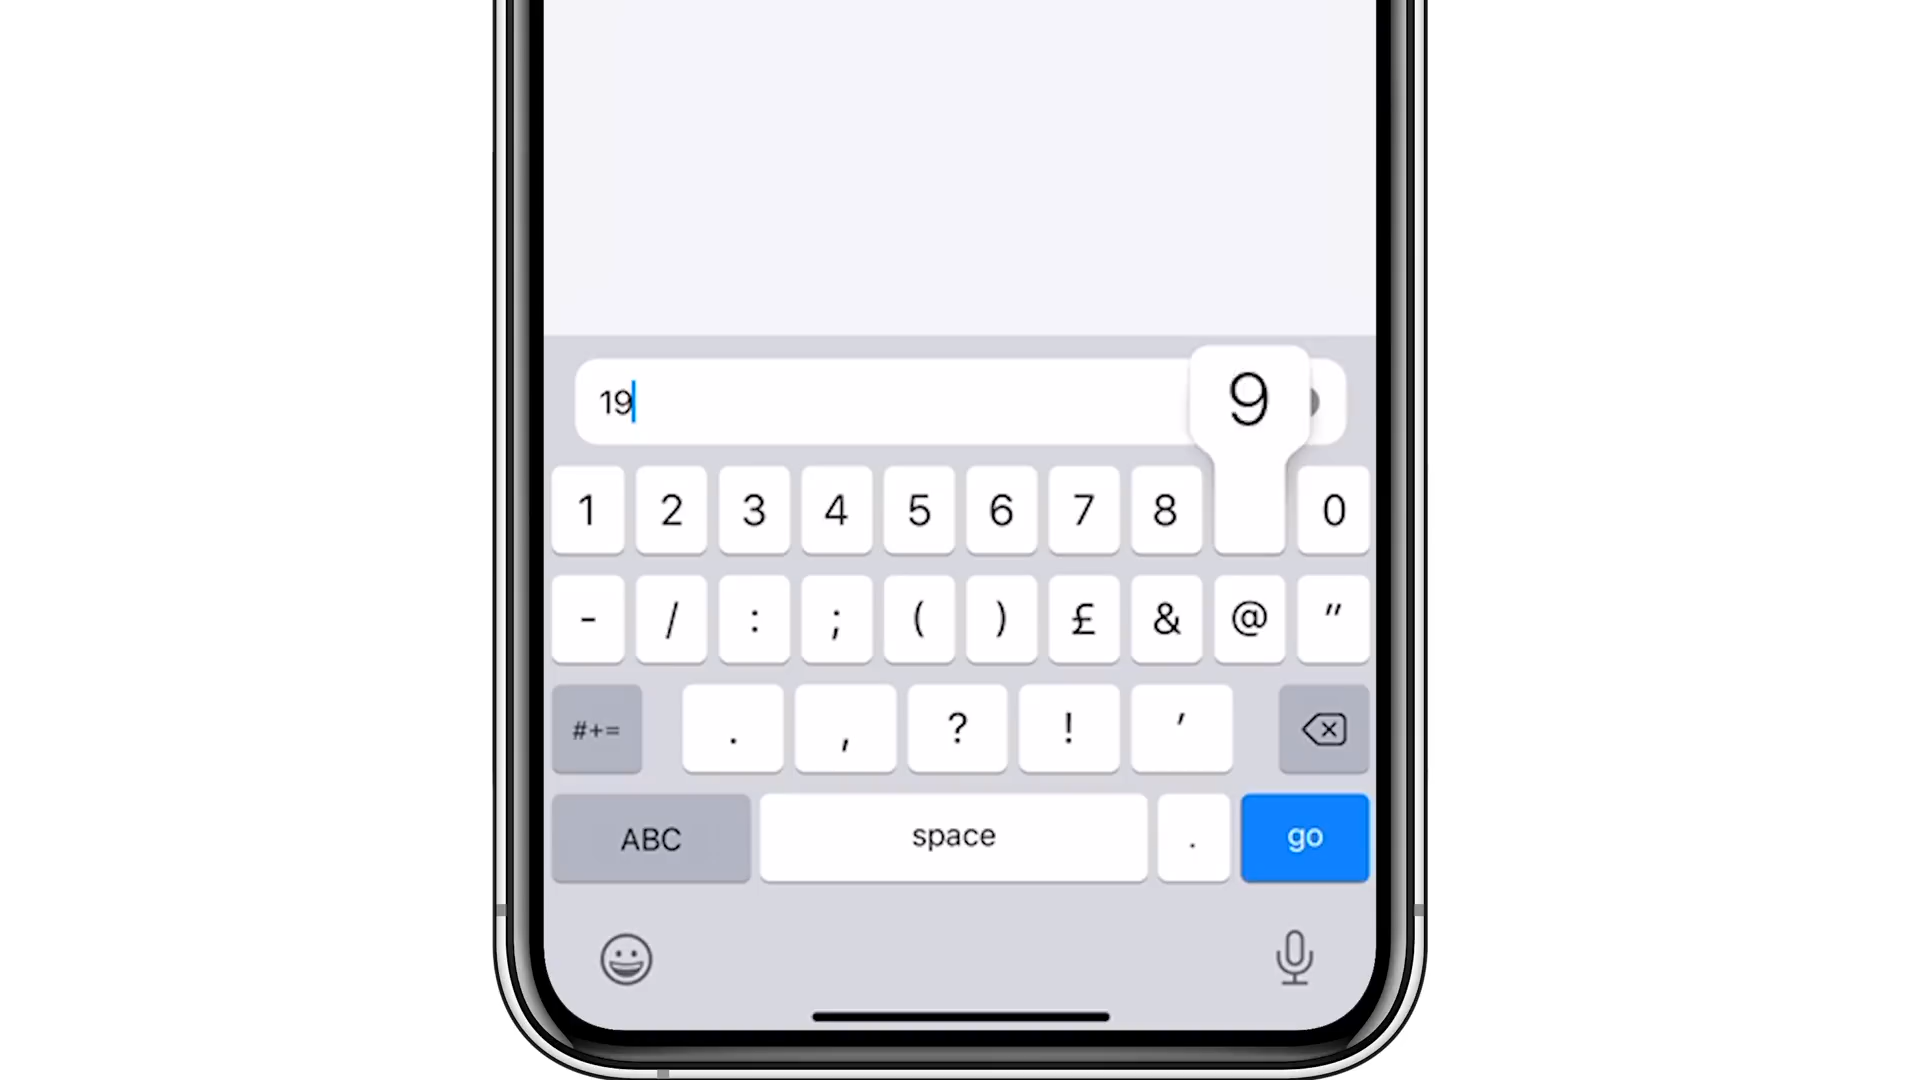 19
9
1 2 3 4 5 6 7 8 0
- / : ; ( ) £ & @ "
#+= . , ? ! '
ABC space . go